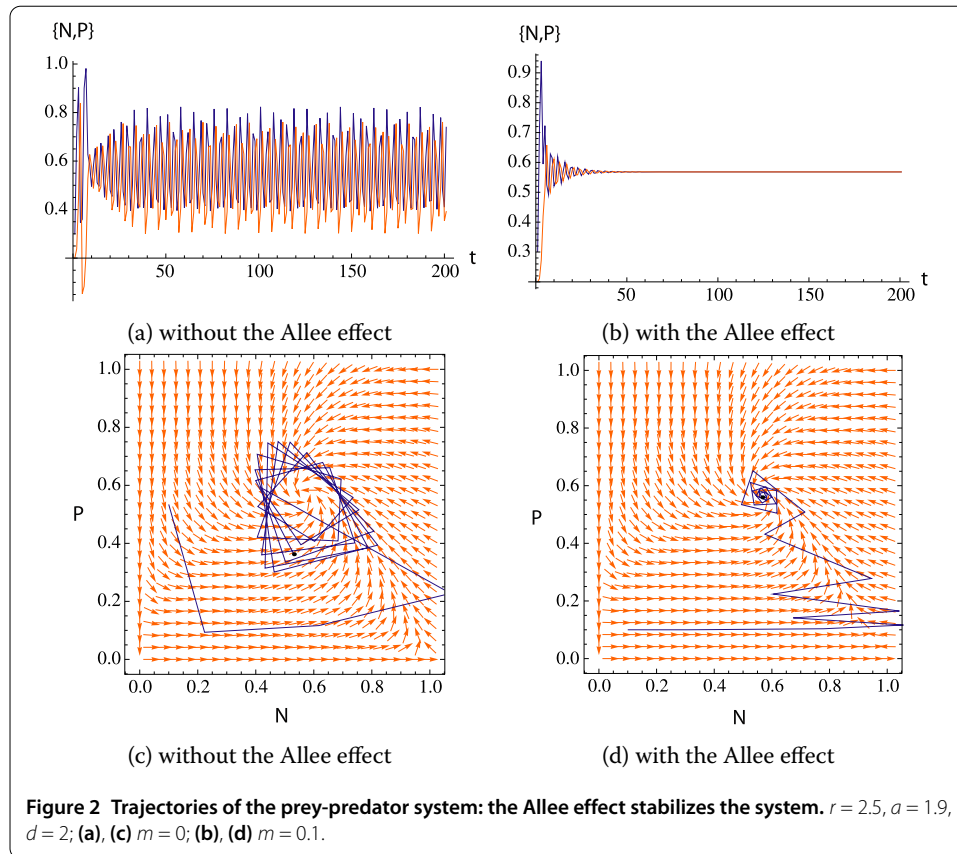 {N,P}
1.0
0.8
0.6
0.4
50
100
150
200
t
(a) without the Allee effect
{N,P}
0.9
0.8
0.7
0.6
0.5
0.4
0.3
50
100
150
200
t
(b) with the Allee effect
1.0
0.8
0.6
P
0.4
0.2
0.0
0.0 0.2 0.4 0.6 0.8 1.0
N
(c) without the Allee effect
1.0
0.8
0.6
P
0.4
0.2
0.0
0.0 0.2 0.4 0.6 0.8 1.0
N
(d) with the Allee effect
Figure 2 Trajectories of the prey-predator system: the Allee effect stabilizes the system. r = 2.5, a = 1.9,
d = 2; (a), (c) m = 0; (b), (d) m = 0.1.